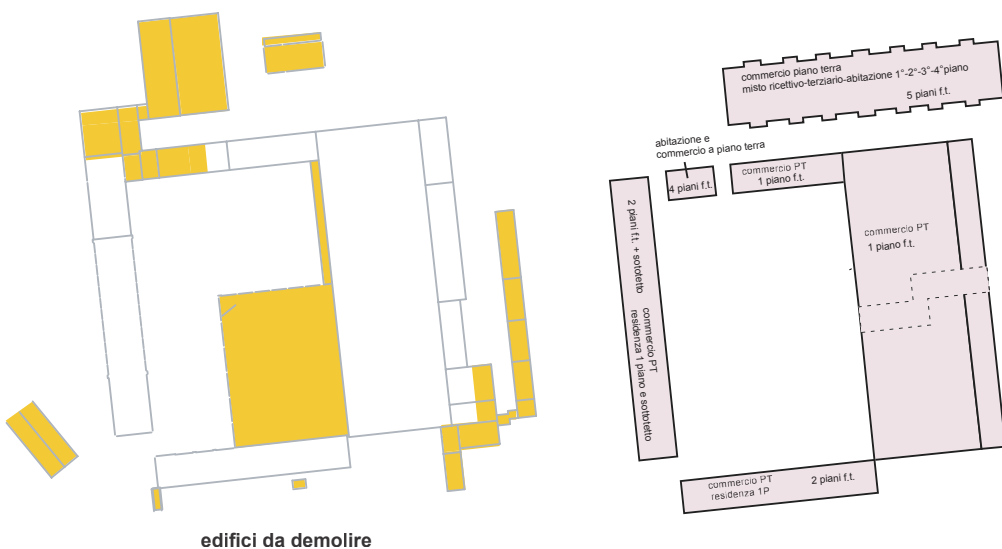 commercio piano terra
misto ricettivo-terziario-abitazione 1°-2°-3°-4°piano
5 piani f.t.
abitazione e
commercio a piano terra
4 piani f.t.
commercio PT
1 piano f.t.
commercio PT
1 piano f.t.
2 piani f.t. + sototetto
commercio PT
residenza 1 piano e sottotetto
commercio PT
residenza 1P
2 piani f.t.
edifici da demolire